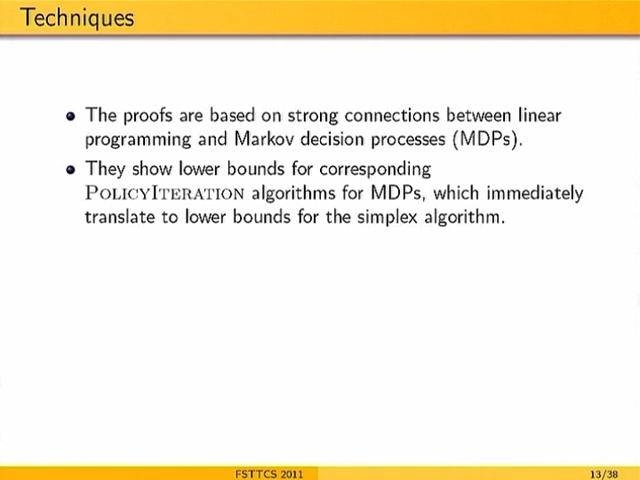 Techniques
The proofs are based on strong connections between linear
programming and Markov decision processes (MDPs).
They show lower bounds for corresponding
PolicyIteration algorithms for MDPs, which immediately
translate to lower bounds for the simplex algorithm.
FSTTCS 2011
13/38